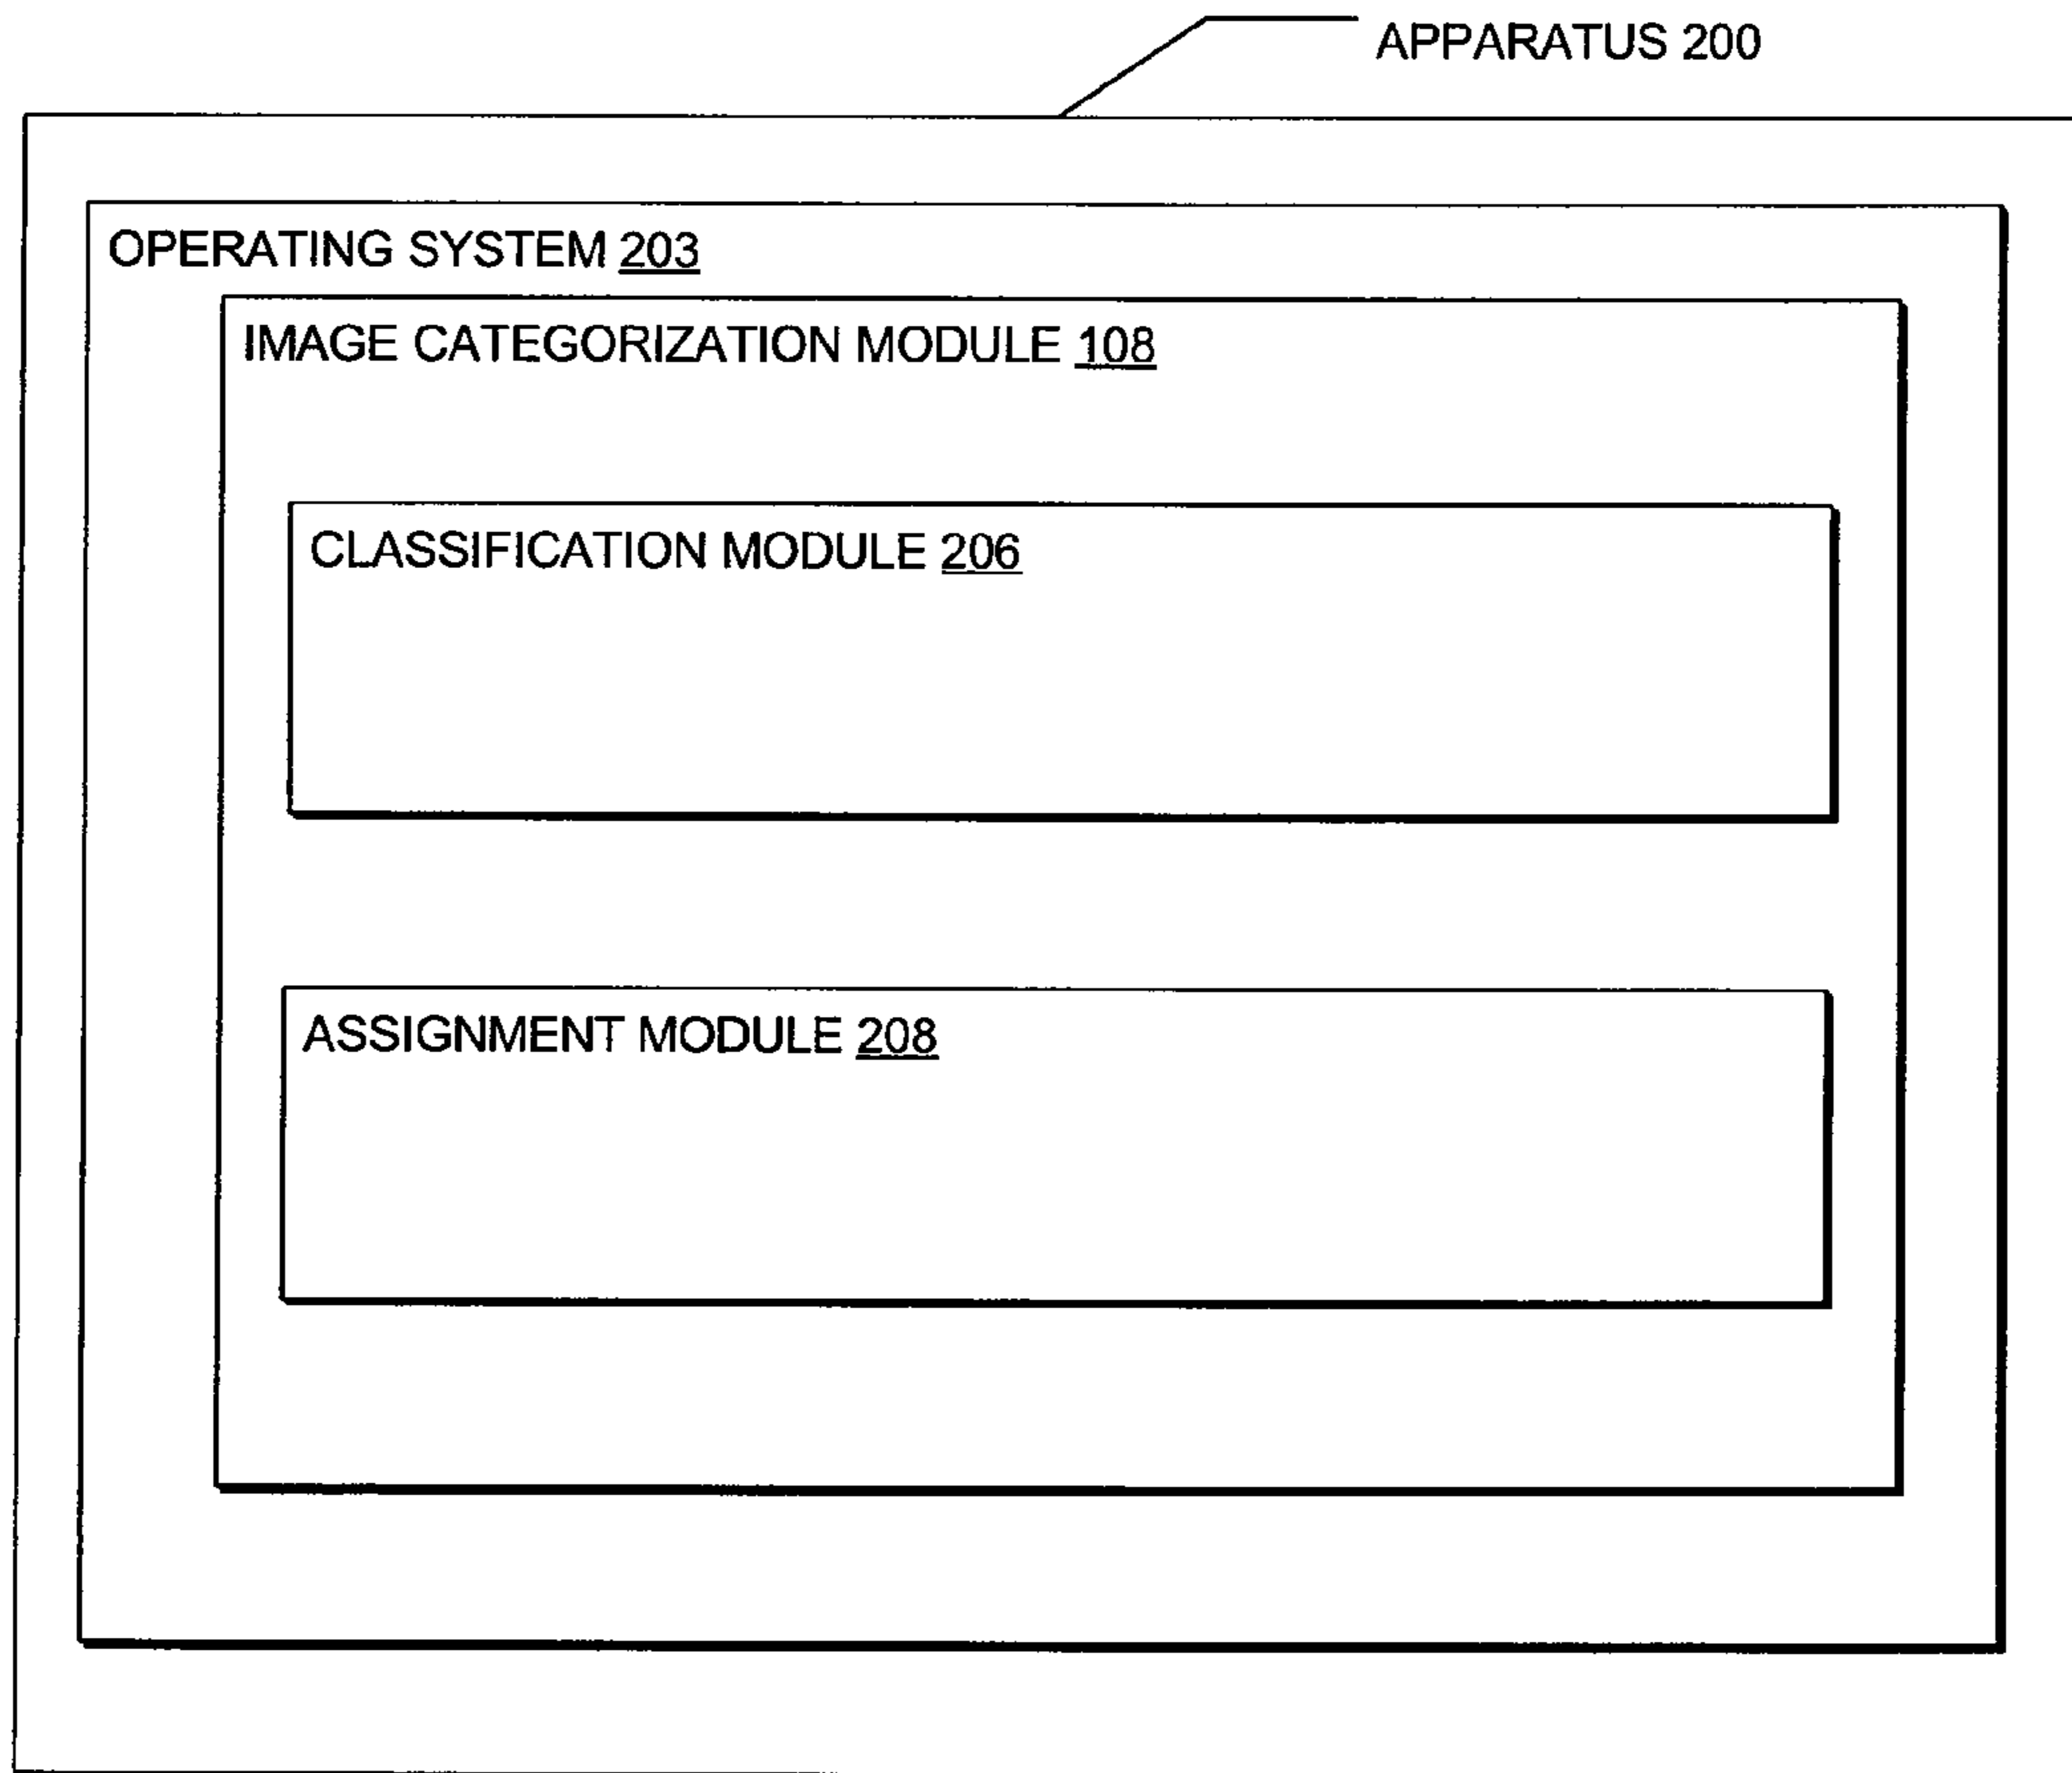 APPARATUS 200
OPERATING SYSTEM 203
IMAGE CATEGORIZATION MODULE 108
CLASSIFICATION MODULE 206
ASSIGNMENT MODULE 208